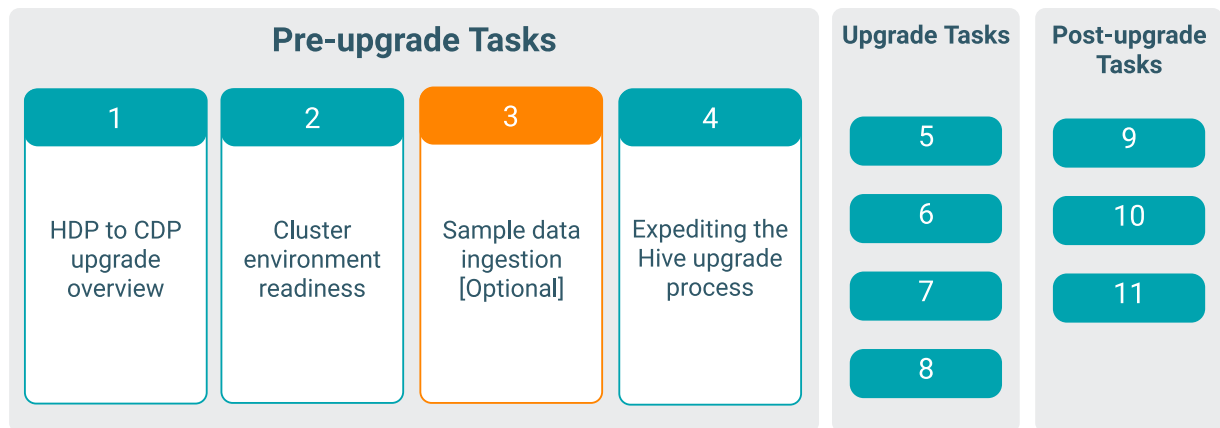 Pre-upgrade Tasks
1
HDP to CDP
upgrade
overview
2
Cluster
environment
readiness
3
Sample data
ingestion
[Optional]
4
Expediting the
Hive upgrade
process
Upgrade Tasks
5
6
7
8
Post-upgrade
Tasks
9
10
11